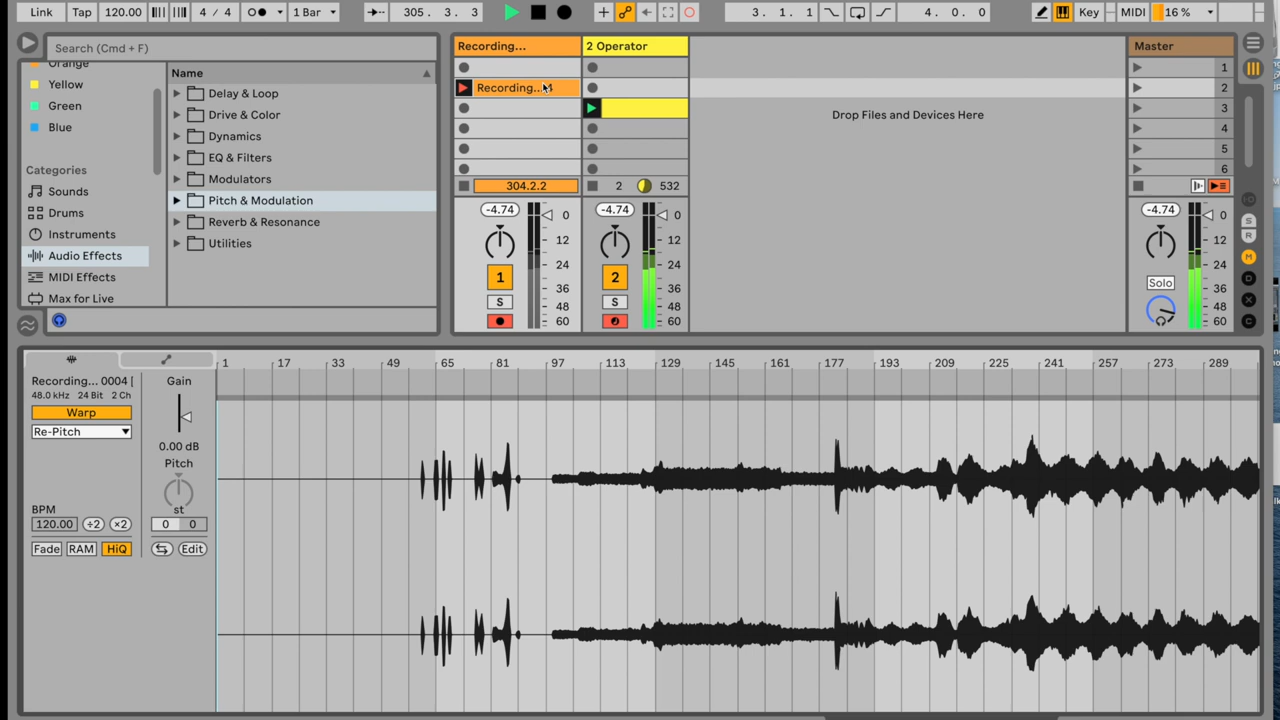 Link Tap 120.00 4 / 4 1 Bar 305 . 3 . 3 3 . 1 . 1 4 . 0 . 0 Key MIDI 16 %
Search (Cmd + F)
Orange
Yellow
Green
Blue
Categories
Sounds
Drums
Instruments
Audio Effects
MIDI Effects
Max for Live
Name
Delay & Loop
Drive & Color
Dynamics
EQ & Filters
Modulators
Pitch & Modulation
Reverb & Resonance
Utilities
Recording... 2 Operator Master
1
Recording... 2
Drop Files and Devices Here 3
4
5
6
304.2.2 2 532
-4.74 0 -4.74 0 -4.74 0
12 12 12
24 24 24
1 2 Solo
36 36 36
S S 48 48 48
60 60 60
S
R
M
D
X
C
1 17 33 49 65 81 97 113 129 145 161 177 193 209 225 241 257 273 289
Recording... 0004 [
48.0 kHz 24 Bit 2 Ch
Warp
Re-Pitch
BPM
120.00 ÷2 ×2
Fade RAM HiQ
Gain
0.00 dB
Pitch
st
0 0
Edit